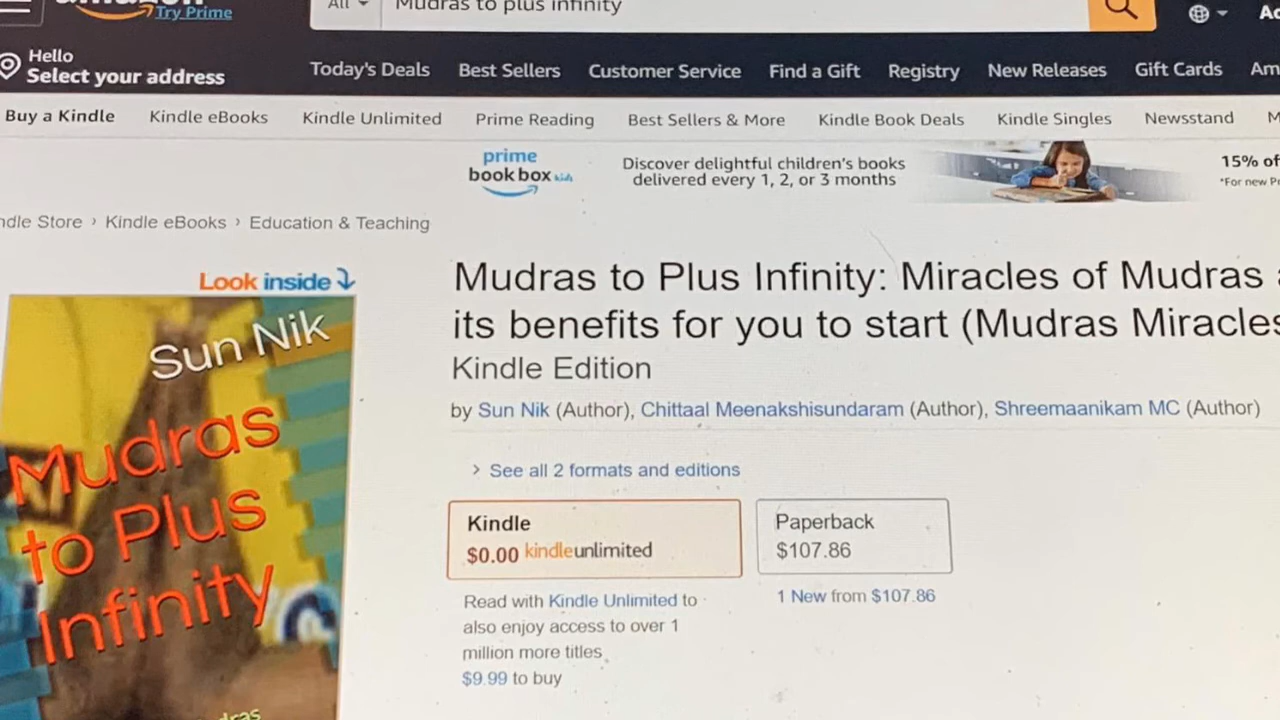 Try Prime
All
Mudras to plus infinity
Hello
Select your address
Today's Deals Best Sellers Customer Service Find a Gift Registry New Releases Gift Cards
Buy a Kindle Kindle eBooks Kindle Unlimited Prime Reading Best Sellers & More Kindle Book Deals Kindle Singles Newsstand
prime
book box kids
Discover delightful children's books
delivered every 1, 2, or 3 months
15% of
*For new
ndle Store › Kindle eBooks › Education & Teaching
Look inside
Sun Nik
Mudras
to Plus
Infinity
Mudras to Plus Infinity: Miracles of Mudras
its benefits for you to start (Mudras Miracles
Kindle Edition
by Sun Nik (Author), Chittaal Meenakshisundaram (Author), Shreemaanikam MC (Author)
› See all 2 formats and editions
Kindle
$0.00 kindleunlimited
Paperback
$107.86
Read with Kindle Unlimited to
also enjoy access to over 1
million more titles
$9.99 to buy
1 New from $107.86